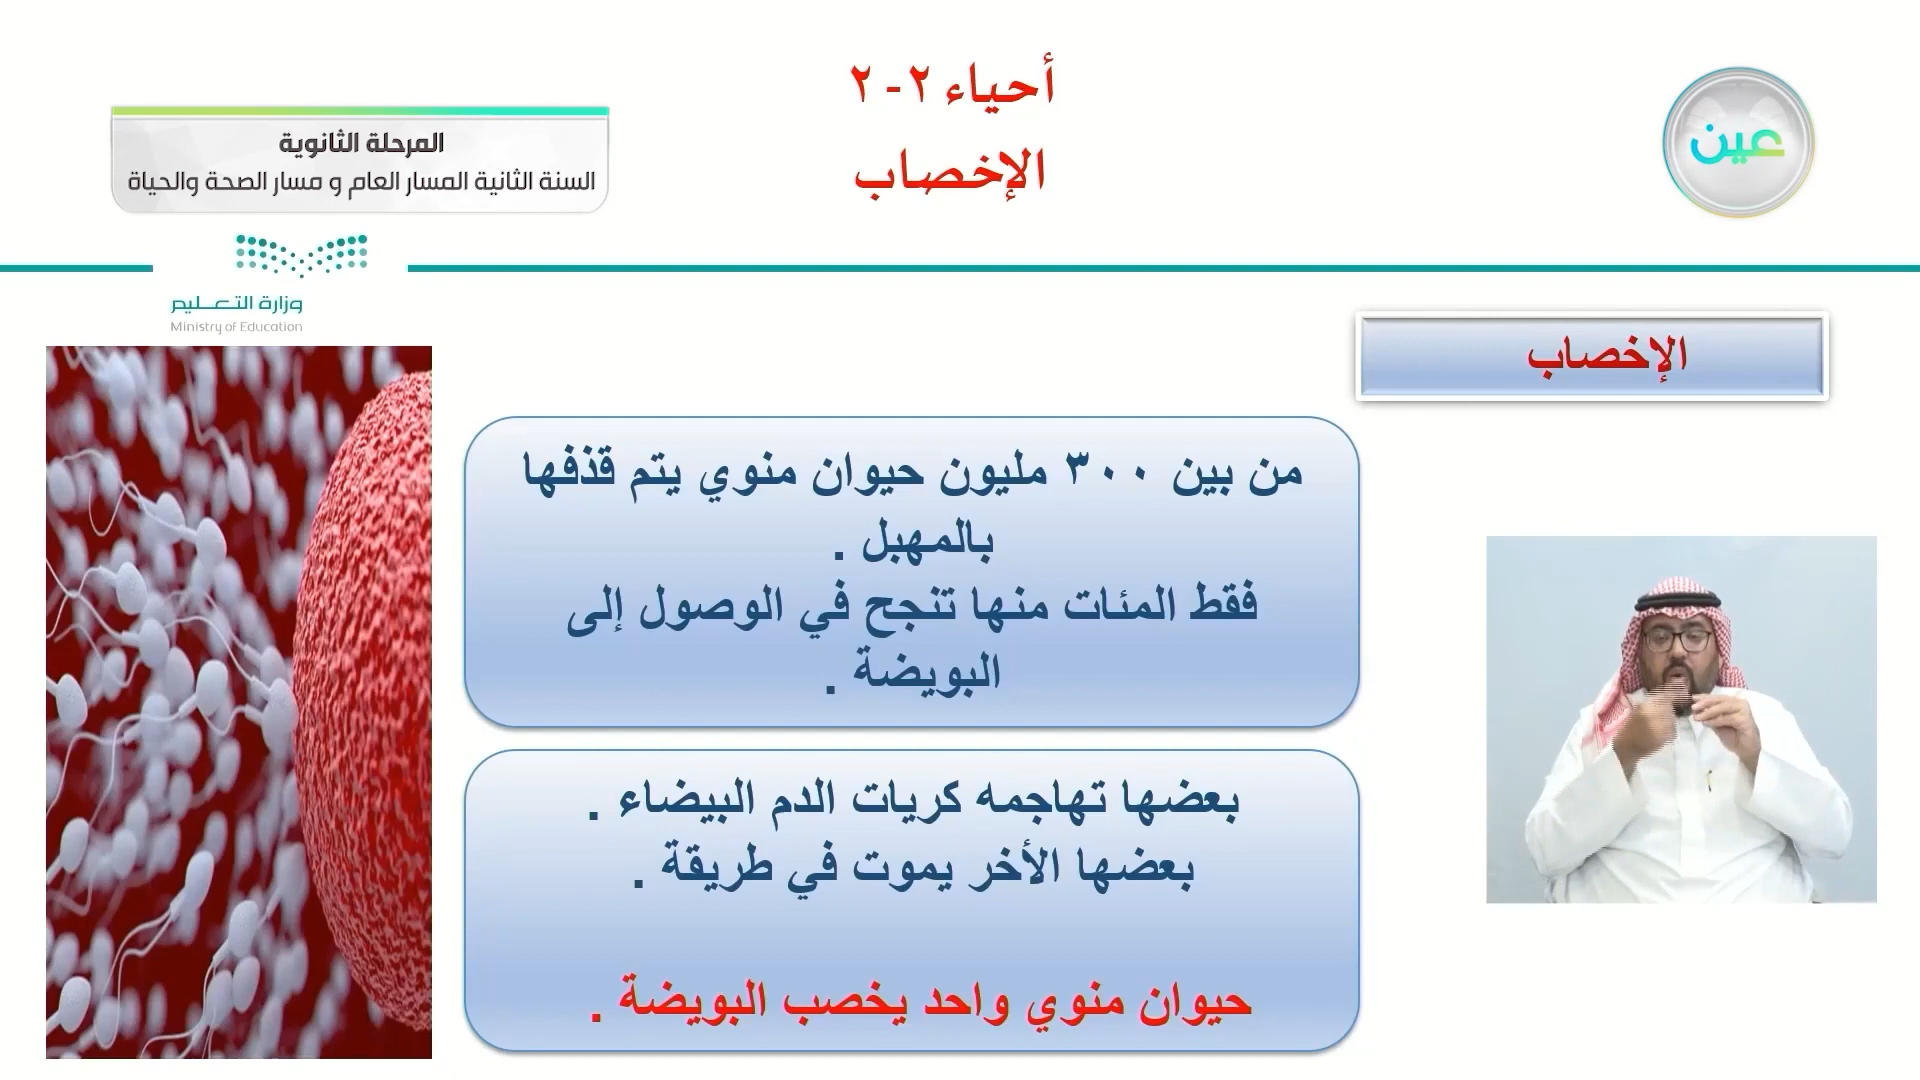 أحياء ٢-٢
الإخصاب
عين
المرحلة الثانوية
السنة الثانية المسار العام و مسار الصحة والحياة
وزارة التعليم
Ministry of Education
الإخصاب
من بين ٣٠٠ مليون حيوان منوي يتم قذفها
بالمهبل .
فقط المئات منها تنجح في الوصول إلى
البويضة .
بعضها تهاجمه كريات الدم البيضاء .
بعضها الأخر يموت في طريقة .
حيوان منوي واحد يخصب البويضة .